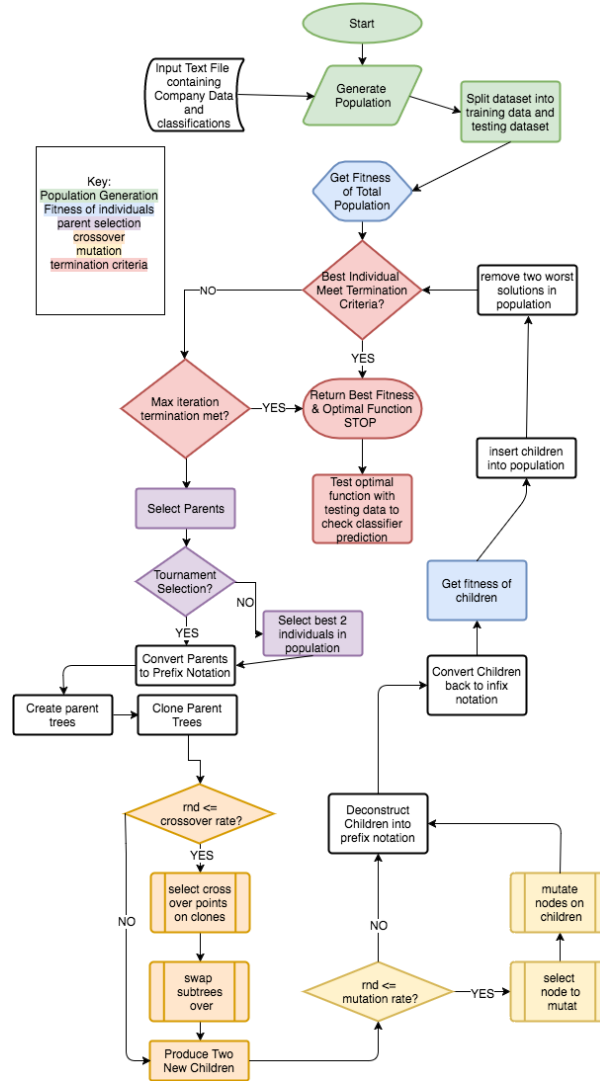 Start
Input Text File
containing
Company Data
and
classifications
Generate
Population
Split dataset into
training data and
testing dataset
Key:
Population Generation
Fitness of individuals
parent selection
crossover
mutation
termination criteria
Get Fitness
of Total
Population
Best Individual
Meet Termination
Criteria?
remove two worst
solutions in
population
NO
YES
Max iteration
termination met?
YES
Return Best Fitness
& Optimal Function
STOP
insert children
into population
Test optimal
function with
testing data to
check classifier
prediction
Select Parents
Tournament
Selection?
NO
YES
Select best 2
individuals in
population
Get fitness of
children
Convert Parents
to Prefix Notation
Convert Children
back to infix
notation
Create parent
trees
Clone Parent
Trees
rnd <=
crossover rate?
YES
NO
select cross
over points
on clones
swap
subtrees
over
Produce Two
New Children
Deconstruct
Children into
prefix notation
NO
rnd <=
mutation rate?
YES
mutate
nodes on
children
select
node to
mutat